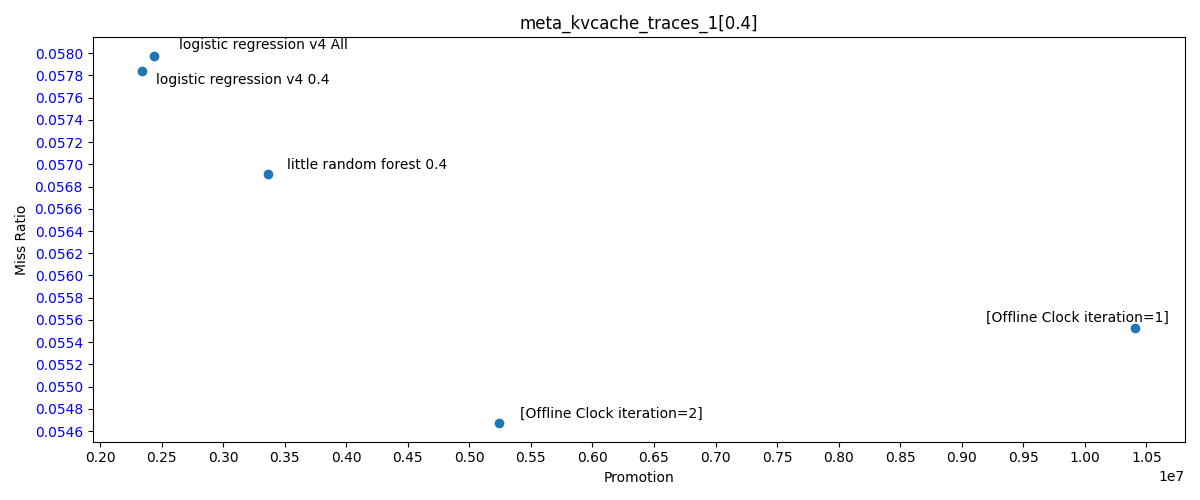 meta_kvcache_traces_1[0.4]
logistic regression v4 All
logistic regression v4 0.4
little random forest 0.4
[Offline Clock iteration=1]
[Offline Clock iteration=2]
Miss Ratio
0.0580
0.0578
0.0576
0.0574
0.0572
0.0570
0.0568
0.0566
0.0564
0.0562
0.0560
0.0558
0.0556
0.0554
0.0552
0.0550
0.0548
0.0546
0.20 0.25 0.30 0.35 0.40 0.45 0.50 0.55 0.60 0.65 0.70 0.75 0.80 0.85 0.90 0.95 1.00 1.05
1e7
Promotion